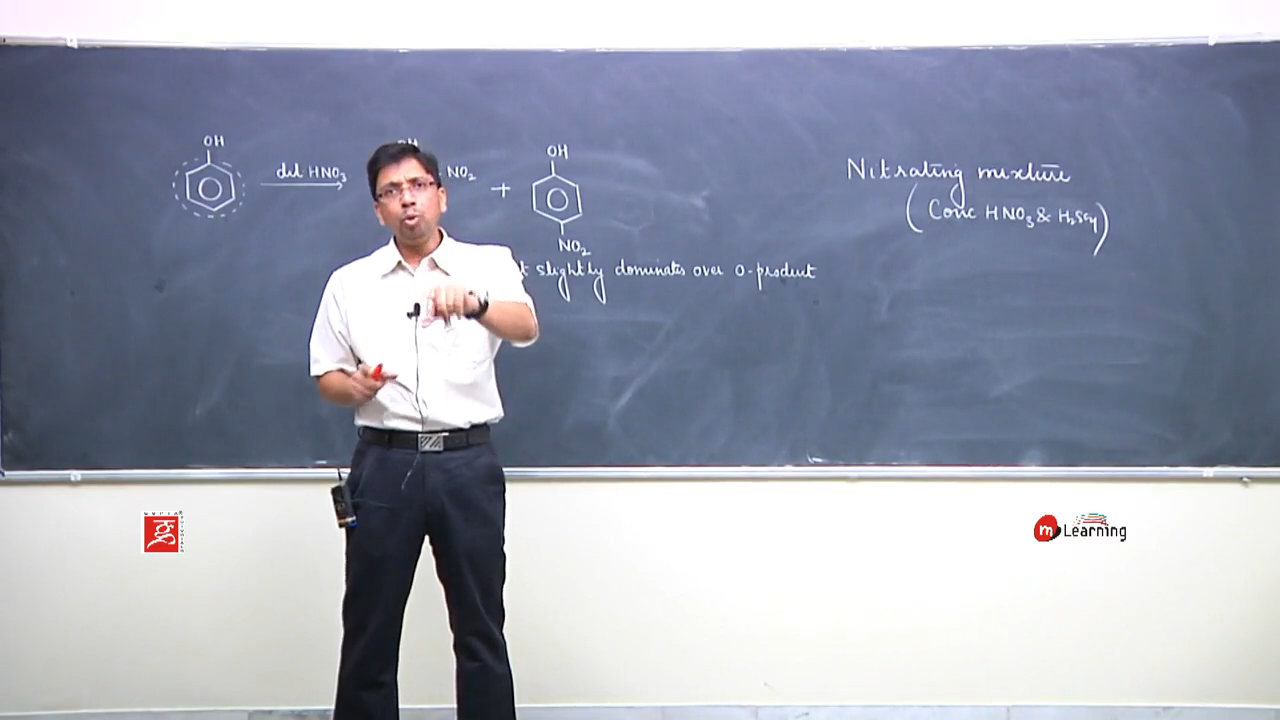 OH
dil HNO₃
NO₂
+
OH
NO₂
slightly dominates over o-product
Nitrating mixture
(Conc HNO₃ & H₂SO₄)
m Learning